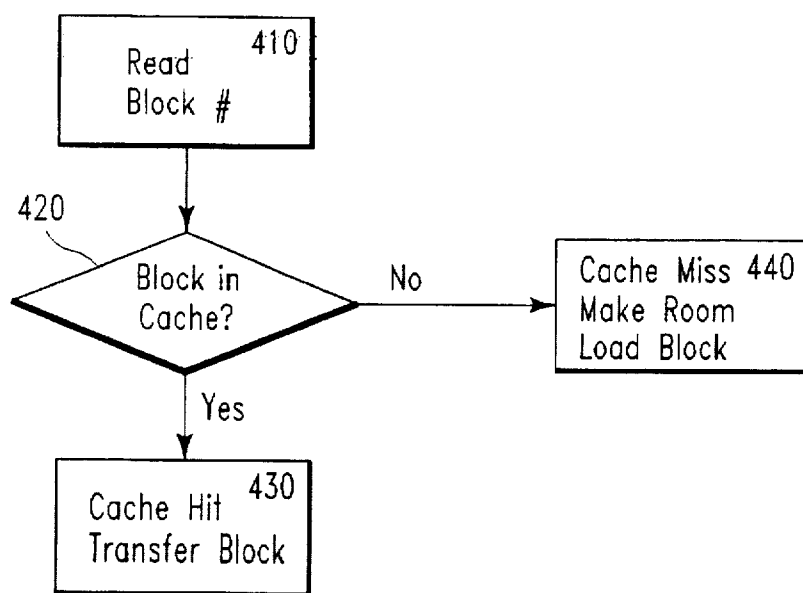 410
Read
Block #
420
Block in
Cache?
No
Cache Miss 440
Make Room
Load Block
Yes
430
Cache Hit
Transfer Block